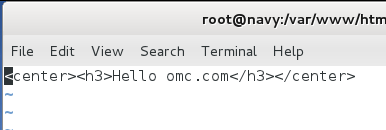 root@navy:/var/www/htm
File Edit View Search Terminal Help
<center><h3>Hello omc.com</h3></center>
~
~
~